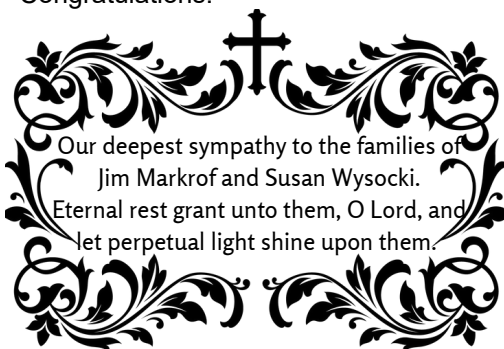 Congratulations!
Our deepest sympathy to the families of
Jim Markrof and Susan Wysocki.
Eternal rest grant unto them, O Lord, and
let perpetual light shine upon them.